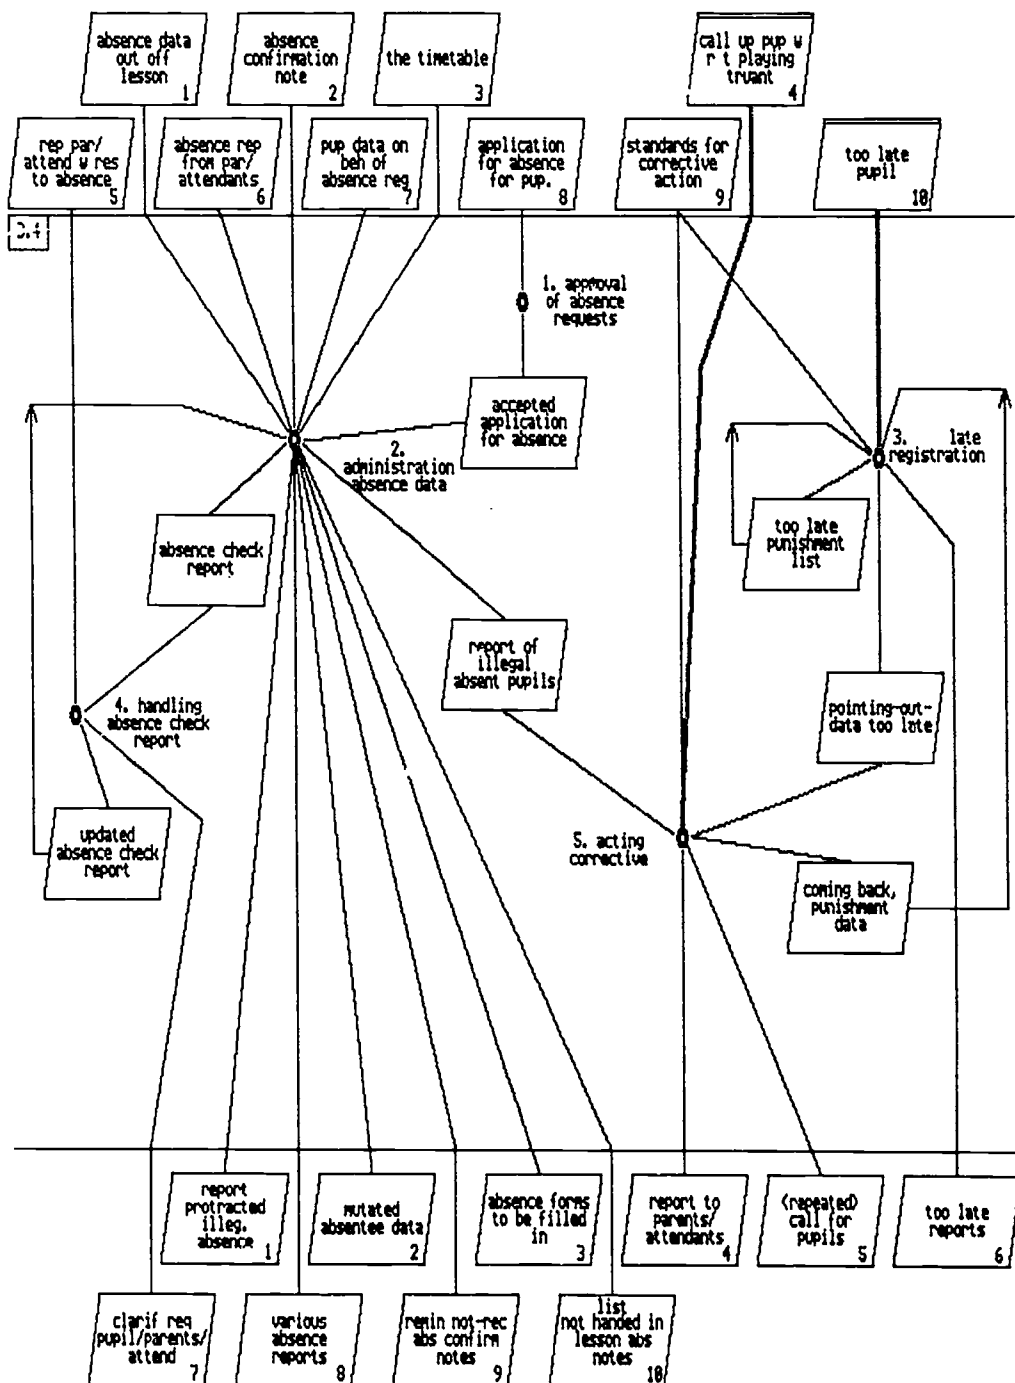 absence data
out off
lesson
1
absence
confirmation
note
2
the timetable
3
call up pup w
r t playing
truant
4
rep par/
attend w res
to absence
5
absence rep
from par/
attendants
6
pup data on
beh of
absence reg
7
application
for absence
for pup.
8
standards for
corrective
action
9
too late
pupil
10
1. approval
of absence
requests
accepted
application
for absence
2.
administration
absence data
3. late
registration
absence check
report
too late
punishment
list
report of
illegal
absent pupils
4. handling
absence check
report
pointing-out-
data too late
updated
absence check
report
5. acting
corrective
coming back,
punishment
data
report
protracted
illeg.
absence
1
mutated
absentee data
2
absence forms
to be filled
in
3
report to
parents/
attendants
4
(repeated)
call for
pupils
5
too late
reports
6
clarif req
pupil/parents/
attend
7
various
absence
reports
8
remin not-rec
abs confirm
notes
9
list
not handed in
lesson abs
notes
10